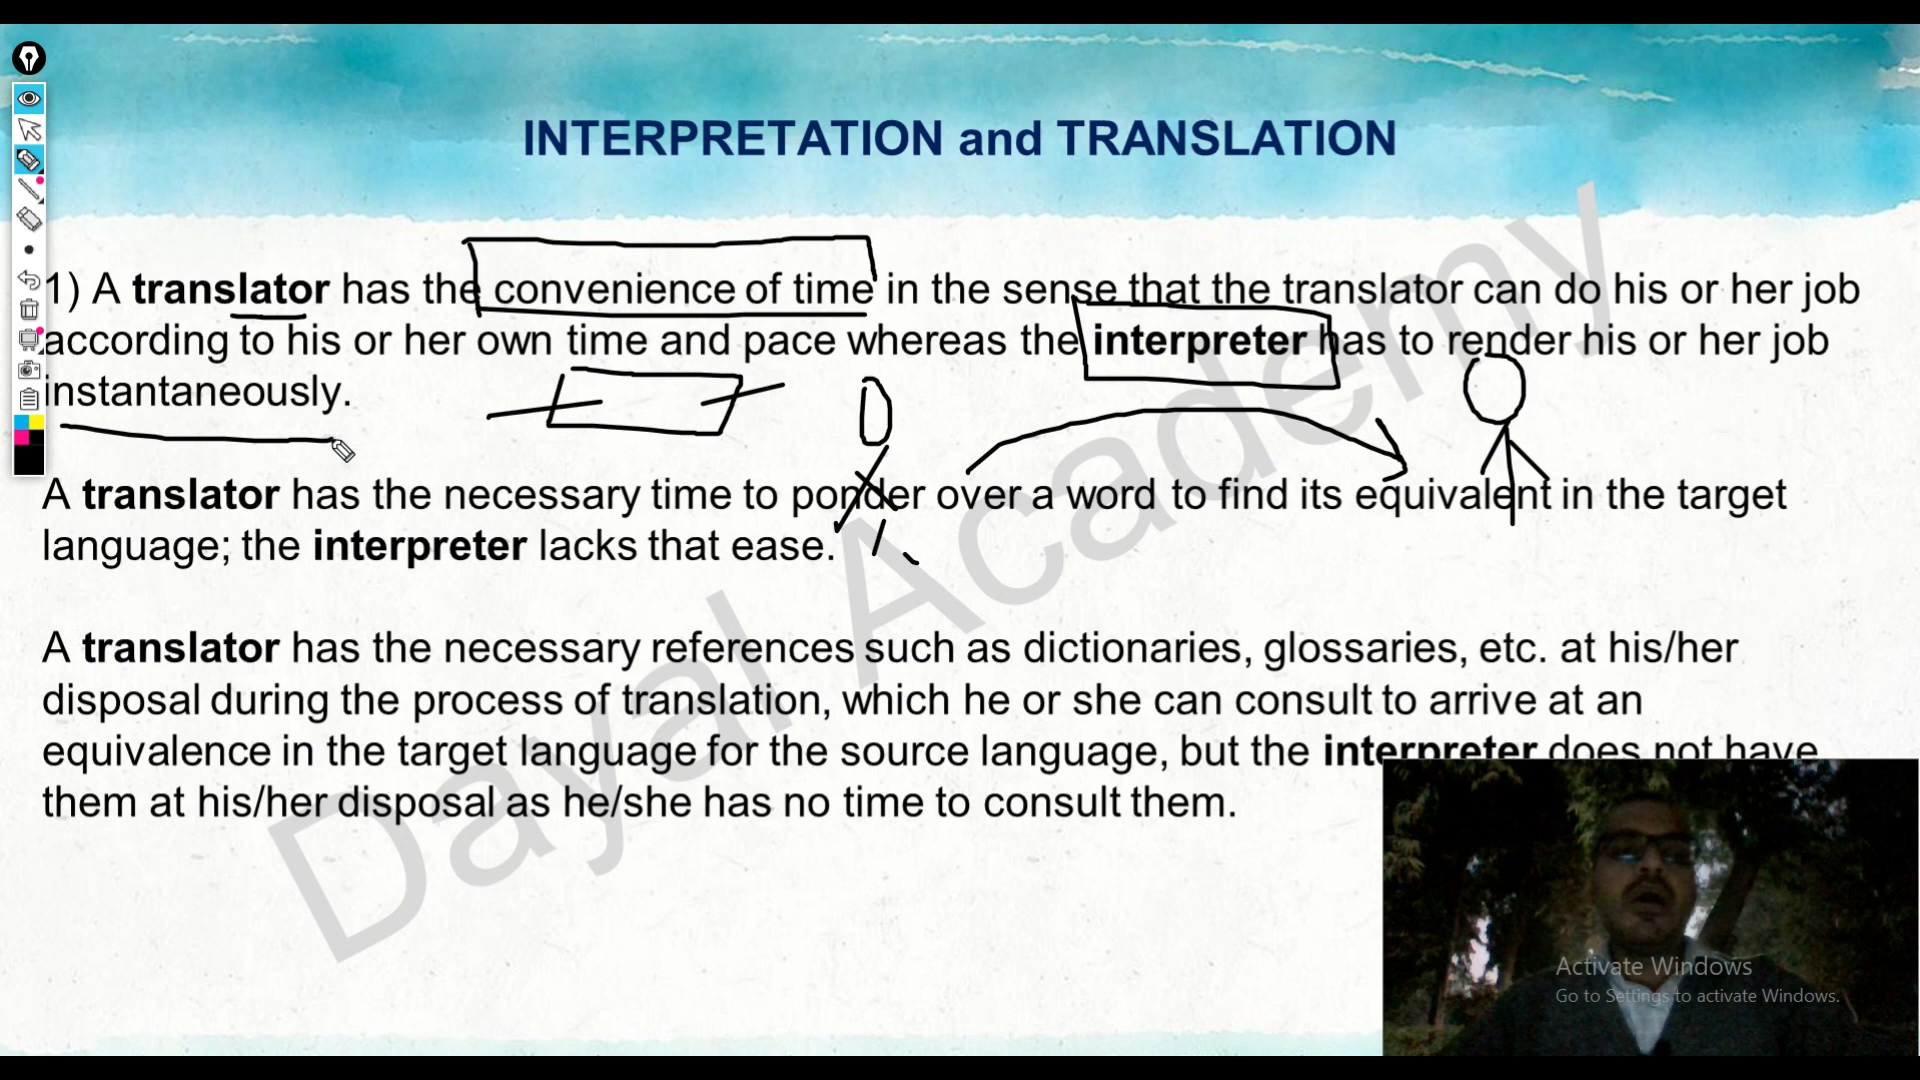 INTERPRETATION and TRANSLATION
1) A translator has the convenience of time in the sense that the translator can do his or her job
according to his or her own time and pace whereas the interpreter has to render his or her job
instantaneously.
A translator has the necessary time to ponder over a word to find its equivalent in the target
language; the interpreter lacks that ease.
A translator has the necessary references such as dictionaries, glossaries, etc. at his/her
disposal during the process of translation, which he or she can consult to arrive at an
equivalence in the target language for the source language, but the interpreter does not have
them at his/her disposal as he/she has no time to consult them.
Dayal Academy
Activate Windows
Go to Settings to activate Windows.